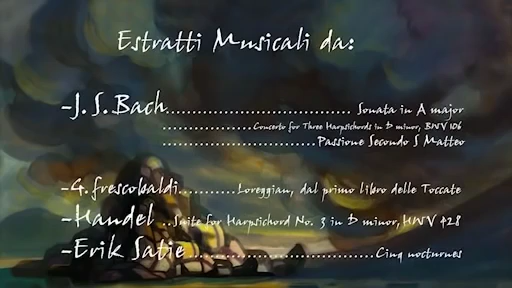 Estratti Musicali da:
-J. S. Bach........................ Sonata in A major
....................Concerto for Three Harpsichords in D minor, BWV 106
....................Passione Secondo S Matteo
-G. frescobaldi...........Loreggian, dal primo libro delle Toccate
-Handel ...Suite for Harpsichord No. 3 in D minor, HWV 428
-Erik Satie ..............................Cinq nocturnes